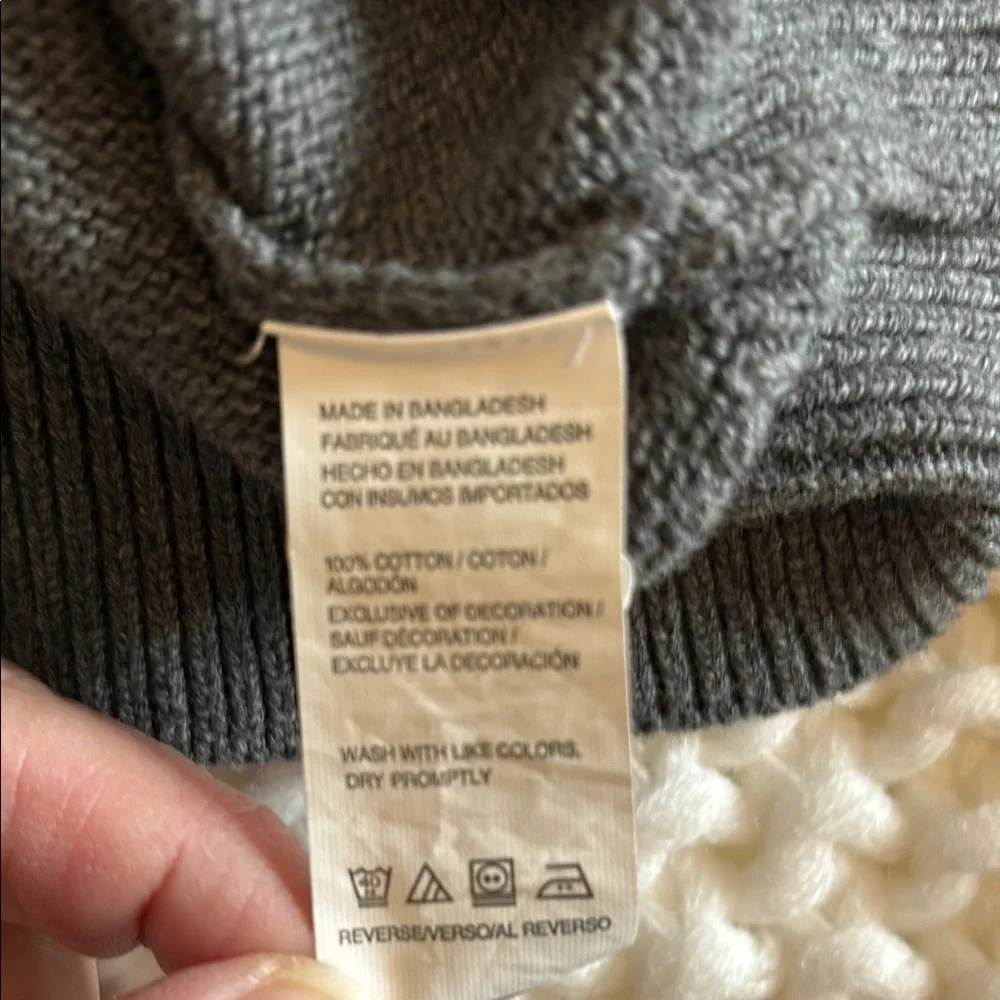 MADE IN BANGLADESH
FABRIQUÉ AU BANGLADESH
HECHO EN BANGLADESH
CON INSUMOS IMPORTADOS
100% COTTON / COTON /
ALGODÓN
EXCLUSIVE OF DECORATION /
SAUF DÉCORATION /
EXCLUYE LA DECORACIÓN
WASH WITH LIKE COLORS,
DRY PROMPTLY
40
REVERSE/VERSO/AL REVERSO